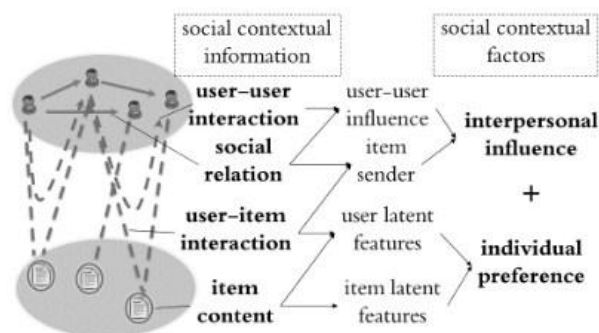 social contextual
information
social contextual
factors
user–user
interaction
social
relation
user–item
interaction
item
content
user–user
influence
item
sender
user latent
features
item latent
features
interpersonal
influence
+
individual
preference